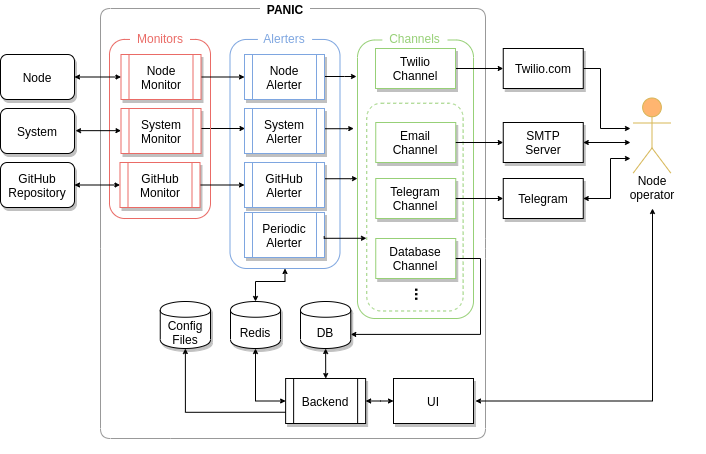 PANIC
Monitors
Alerters
Channels
Node
Node
Monitor
Node
Alerter
Twilio
Channel
Twilio.com
System
System
Monitor
System
Alerter
Email
Channel
SMTP
Server
GitHub
Repository
GitHub
Monitor
GitHub
Alerter
Telegram
Channel
Telegram
Node
operator
Periodic
Alerter
Database
Channel
...
Config
Files
Redis
DB
Backend
UI